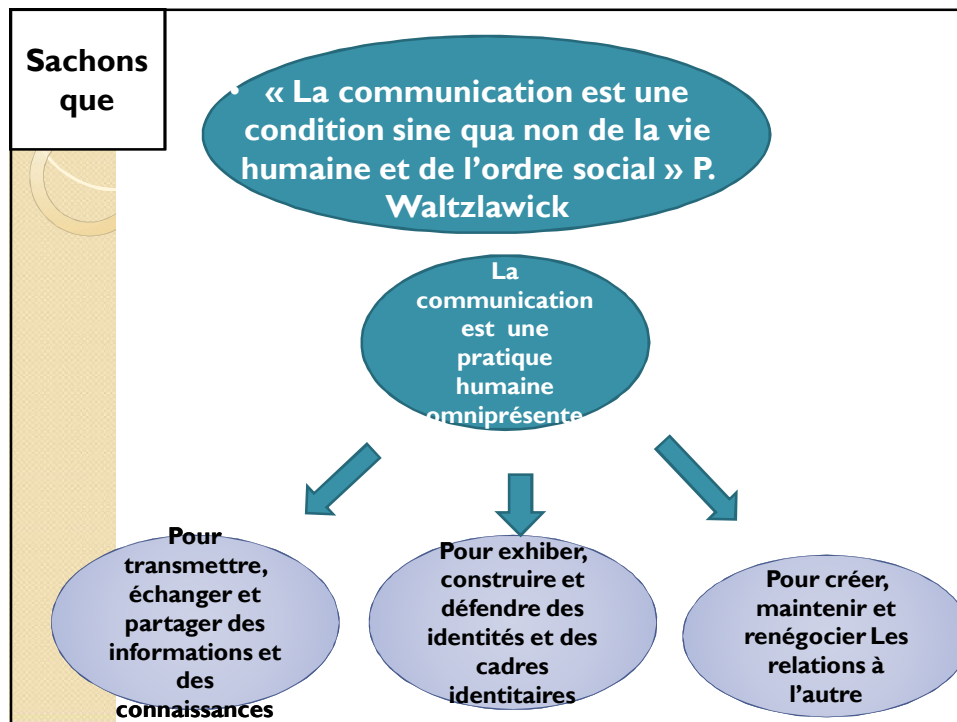 Sachons
que
• « La communication est une
condition sine qua non de la vie
humaine et de l’ordre social » P.
Waltzlawick
La
communication
est une
pratique
humaine
omniprésente
Pour
transmettre,
échanger et
partager des
informations et
des
connaissances
Pour exhiber,
construire et
défendre des
identités et des
cadres
identitaires
Pour créer,
maintenir et
renégocier Les
relations à
l’autre